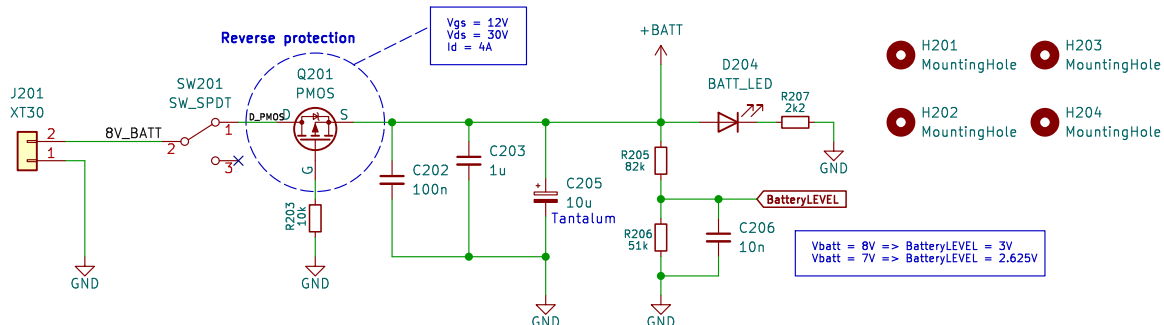 Reverse protection
Vgs = 12V
Vds = 30V
Id = 4A
J201
XT30
2
1
8V_BATT
GND
SW201
SW_SPDT
1
2
3
D_PMOS
D
Q201
PMOS
S
G
R203
10k
GND
C202
100n
C203
1u
+
C205
10u
Tantalum
GND
+BATT
D204
BATT_LED
R207
2k2
GND
R205
82k
BatteryLEVEL
R206
51k
C206
10n
GND
Vbatt = 8V => BatteryLEVEL = 3V
Vbatt = 7V => BatteryLEVEL = 2.625V
H201
MountingHole
H203
MountingHole
H202
MountingHole
H204
MountingHole